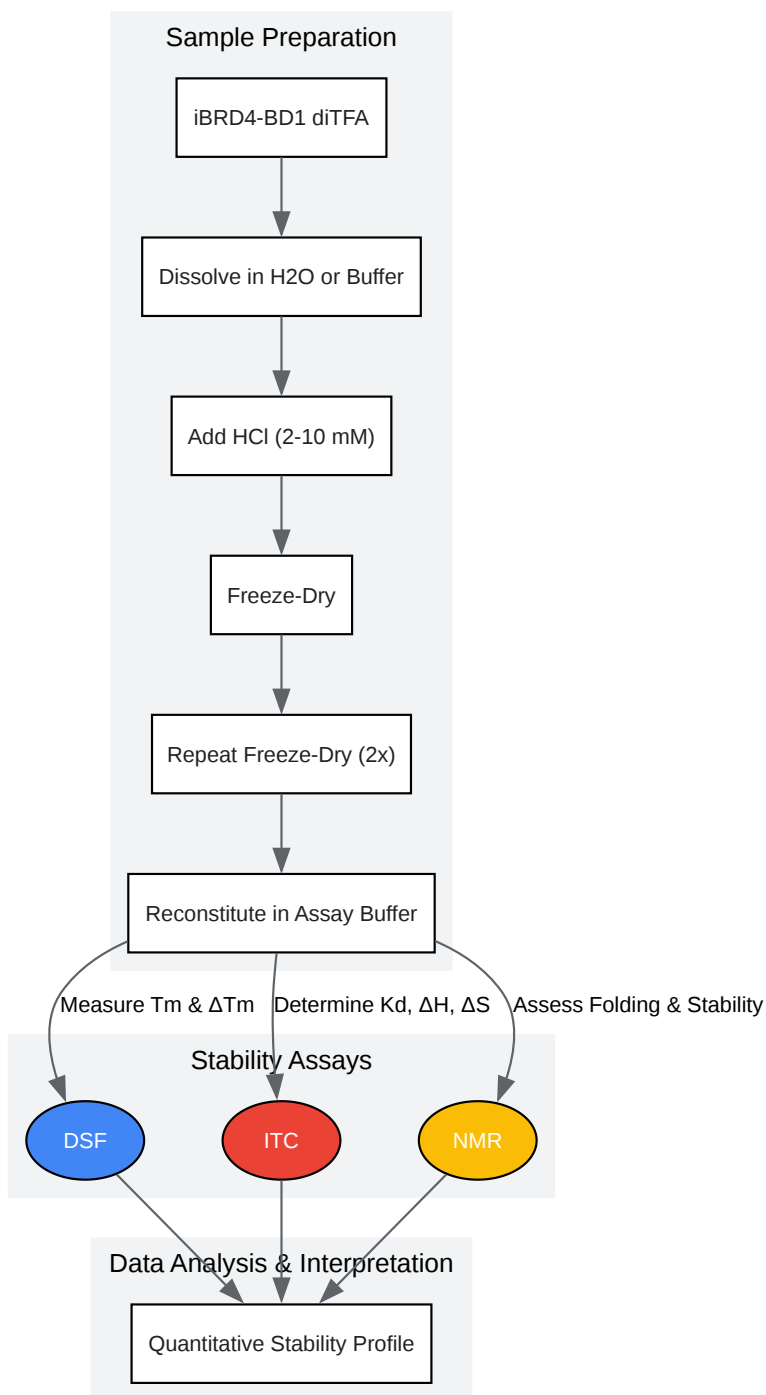 Sample Preparation
iBRD4-BD1 diTFA
Dissolve in H2O or Buffer
Add HCl (2-10 mM)
Freeze-Dry
Repeat Freeze-Dry (2x)
Reconstitute in Assay Buffer
Measure Tm & ΔTm
Determine Kd, ΔH, ΔS
Assess Folding & Stability
Stability Assays
DSF
ITC
NMR
Data Analysis & Interpretation
Quantitative Stability Profile